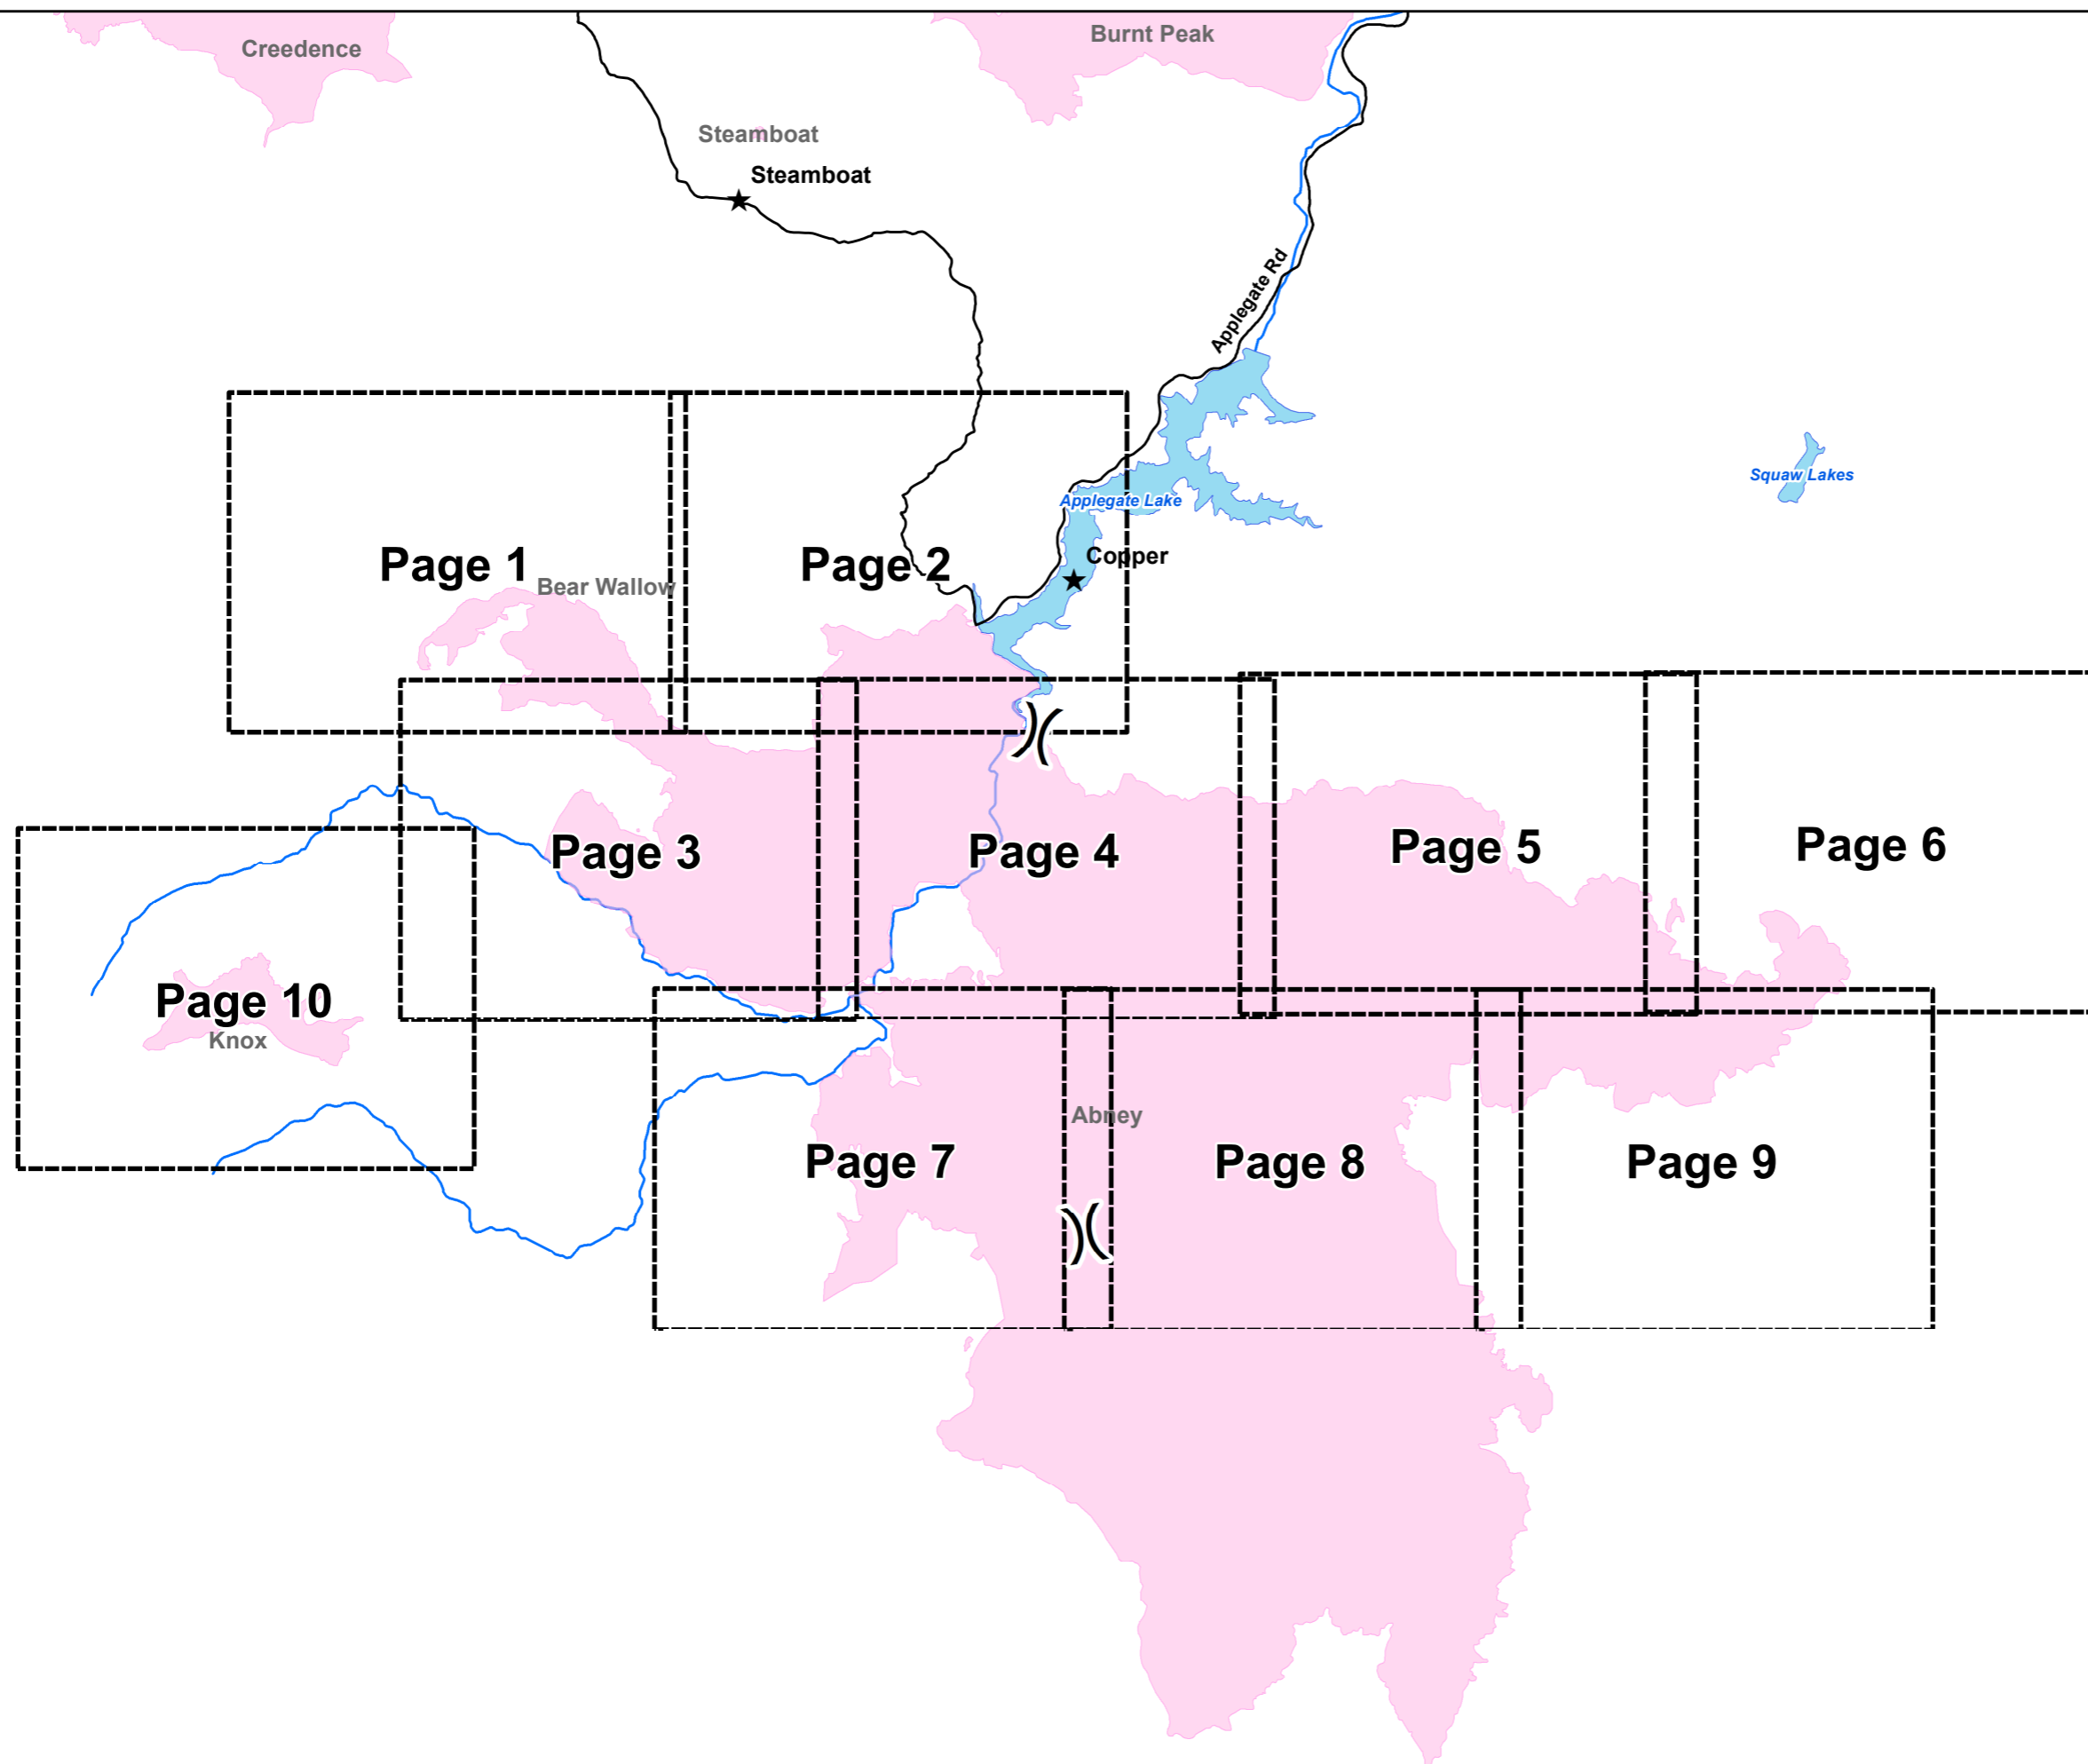 Creedence
Burnt Peak
Steamboat
Steamboat
Applegate Rd
Squaw Lakes
Applegate Lake
Copper
Page 1
Page 2
Bear Wallow
Page 3
Page 4
Page 5
Page 6
Page 10
Knox
Abney
Page 7
Page 8
Page 9